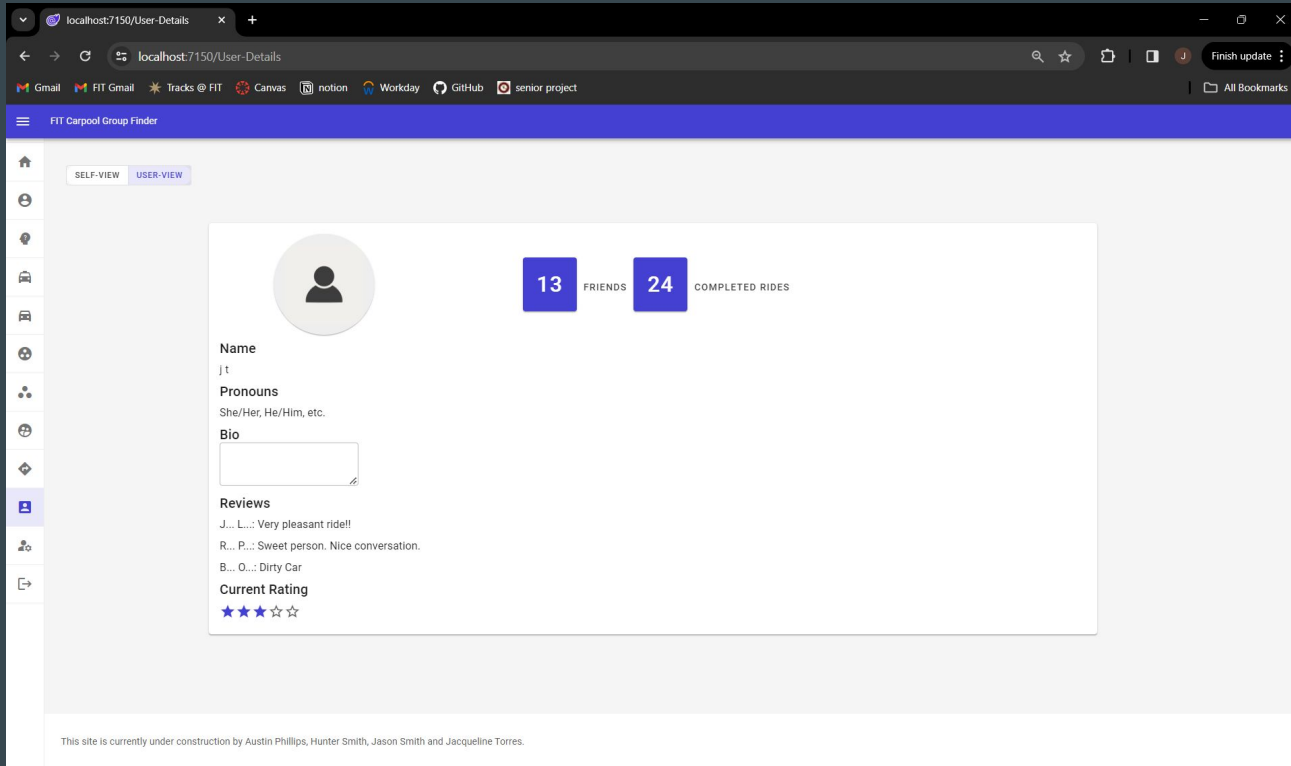 localhost:7150/User-Details
localhost:7150/User-Details
J
Finish update
Gmail FIT Gmail Tracks @ FIT Canvas notion Workday GitHub senior project All Bookmarks
FIT Carpool Group Finder
SELF-VIEW USER-VIEW
13 FRIENDS 24 COMPLETED RIDES
Name
j t
Pronouns
She/Her, He/Him, etc.
Bio
Reviews
J... L...: Very pleasant ride!!
R... P...: Sweet person. Nice conversation.
B... O...: Dirty Car
Current Rating
This site is currently under construction by Austin Phillips, Hunter Smith, Jason Smith and Jacqueline Torres.